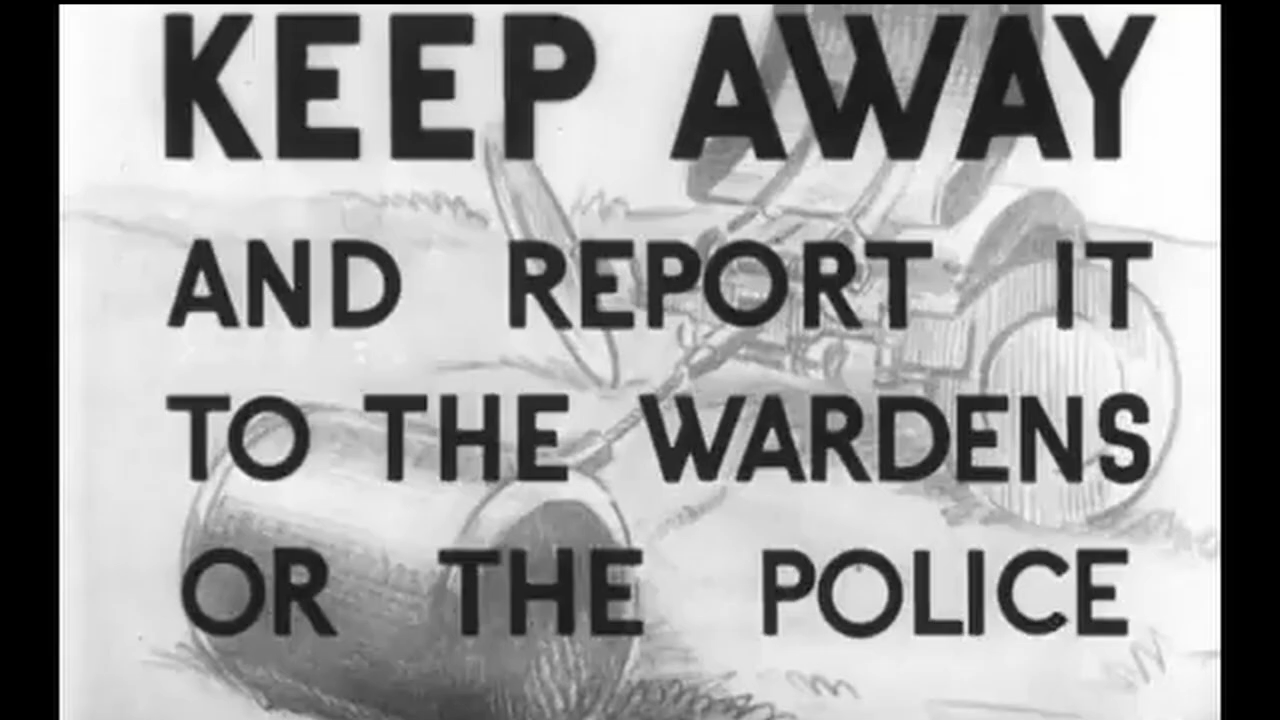 KEEP AWAY
AND REPORT IT
TO THE WARDENS
OR THE POLICE